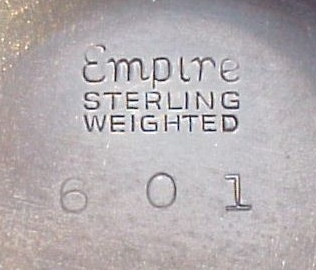 Empire
STERLING
WEIGHTED
6 0 1